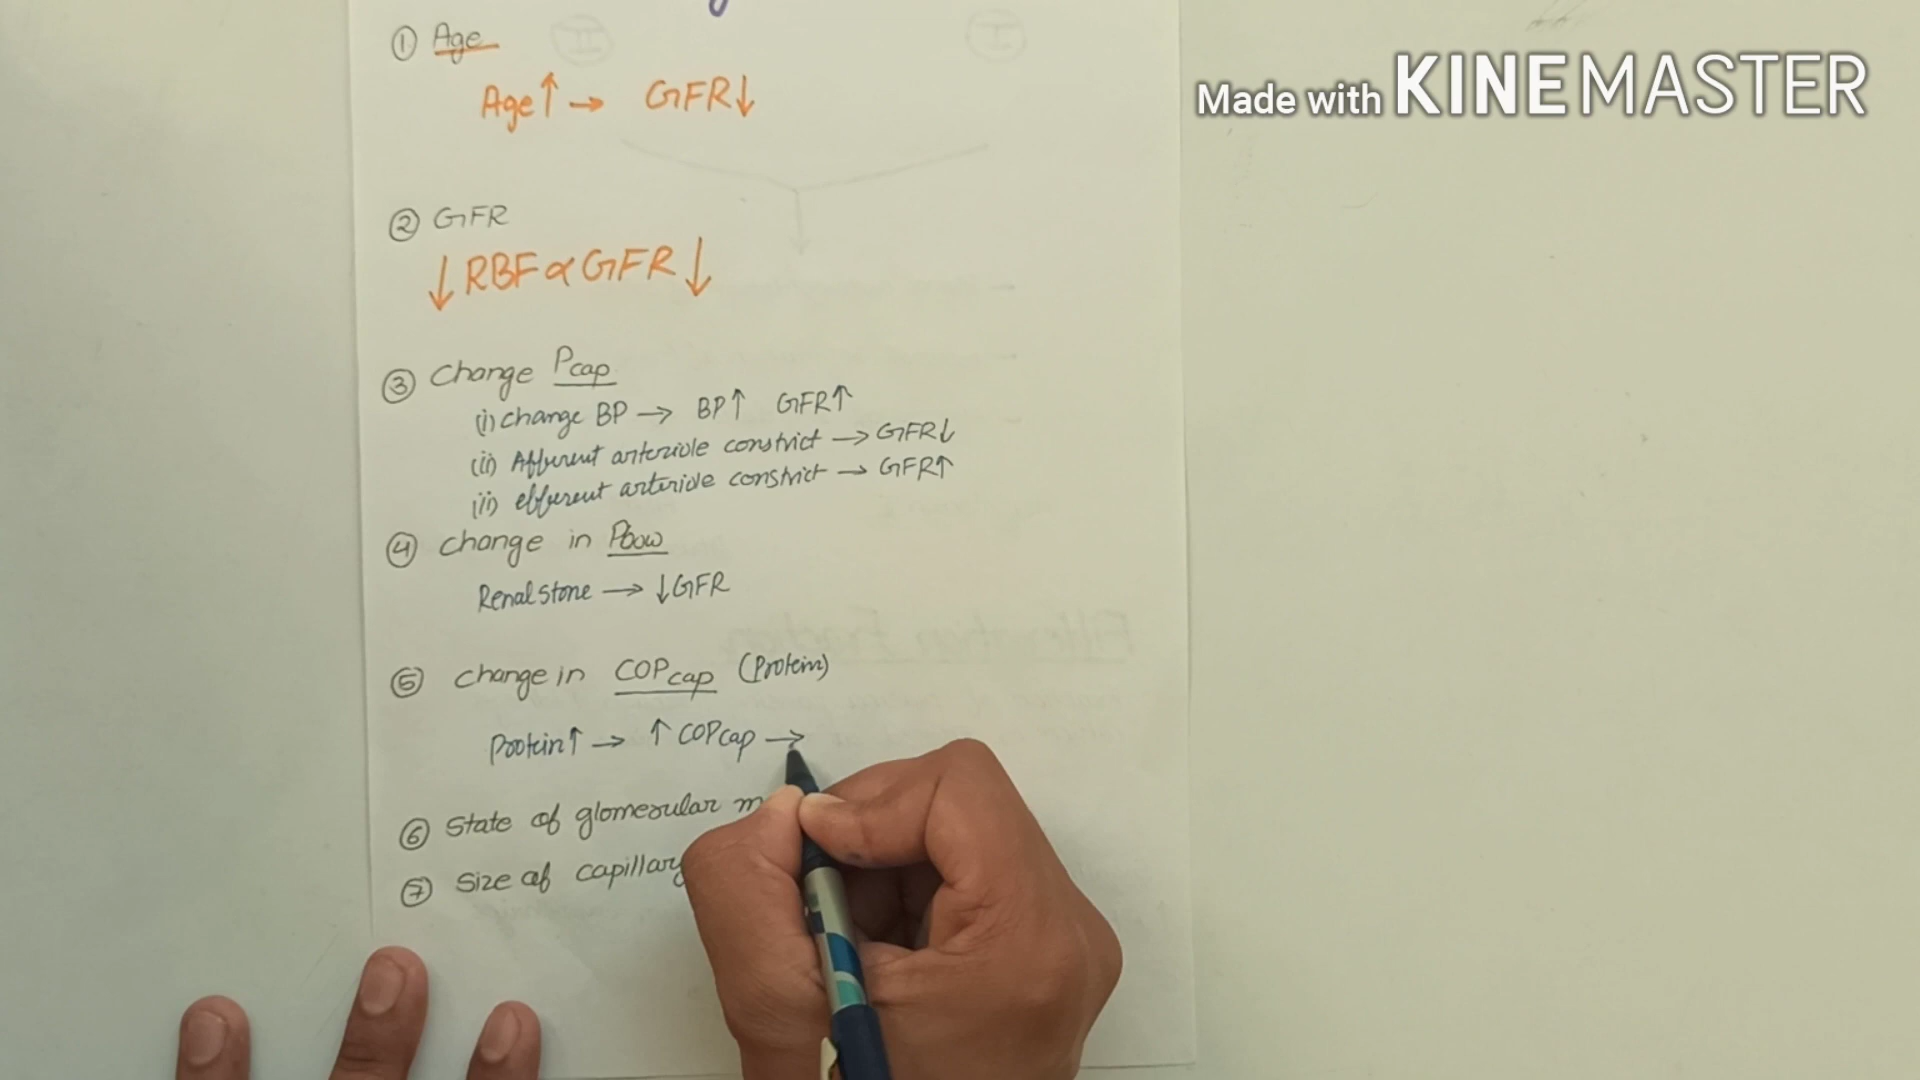 Made with KINEMASTER
① Age
Age↑ → GFR↓
② GFR
↓RBF∝GFR↓
③ Change Pcap
(i) change BP → BP↑ GFR↑
(ii) Afferent arteriole constrict → GFR↓
(iii) efferent arteriole constrict → GFR↑
④ change in Pbow
Renal stone → ↓GFR
⑤ change in COPcap (Protein)
Protein↑ → ↑COPcap →
⑥ State of glomerular m
⑦ Size of capillary